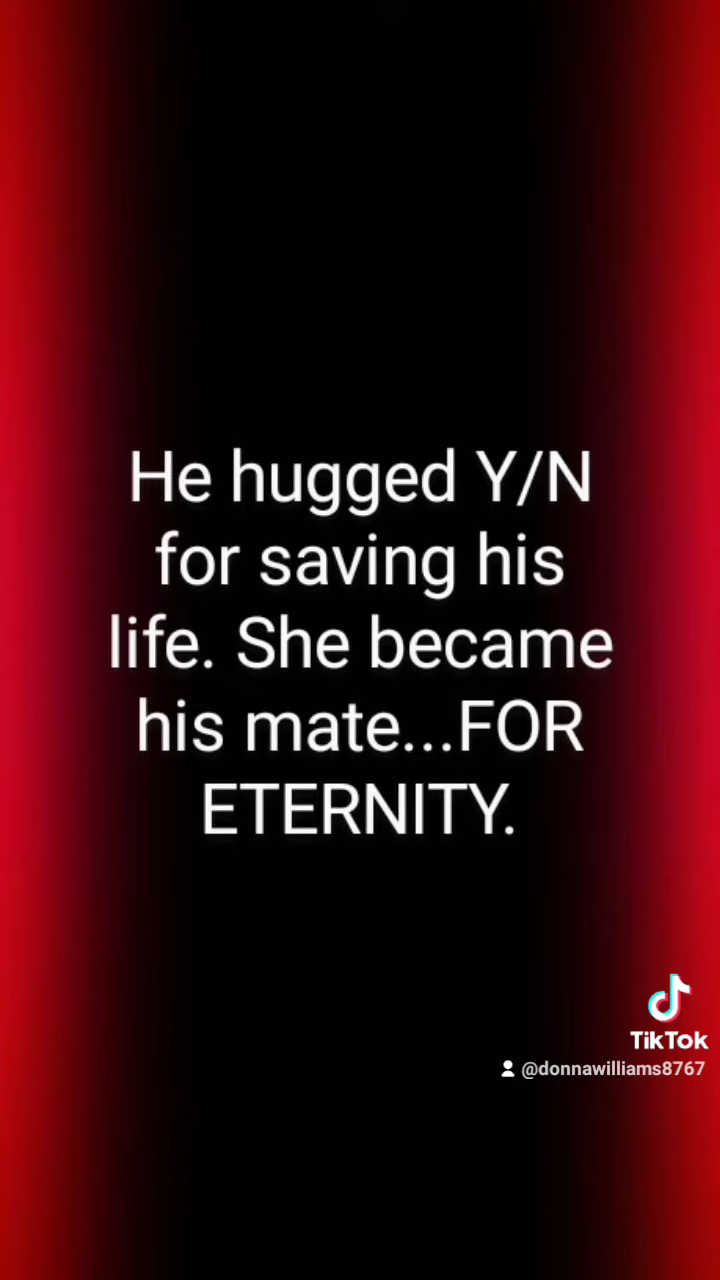 He hugged Y/N
for saving his
life. She became
his mate...FOR
ETERNITY.
TikTok
@donnawilliams8767